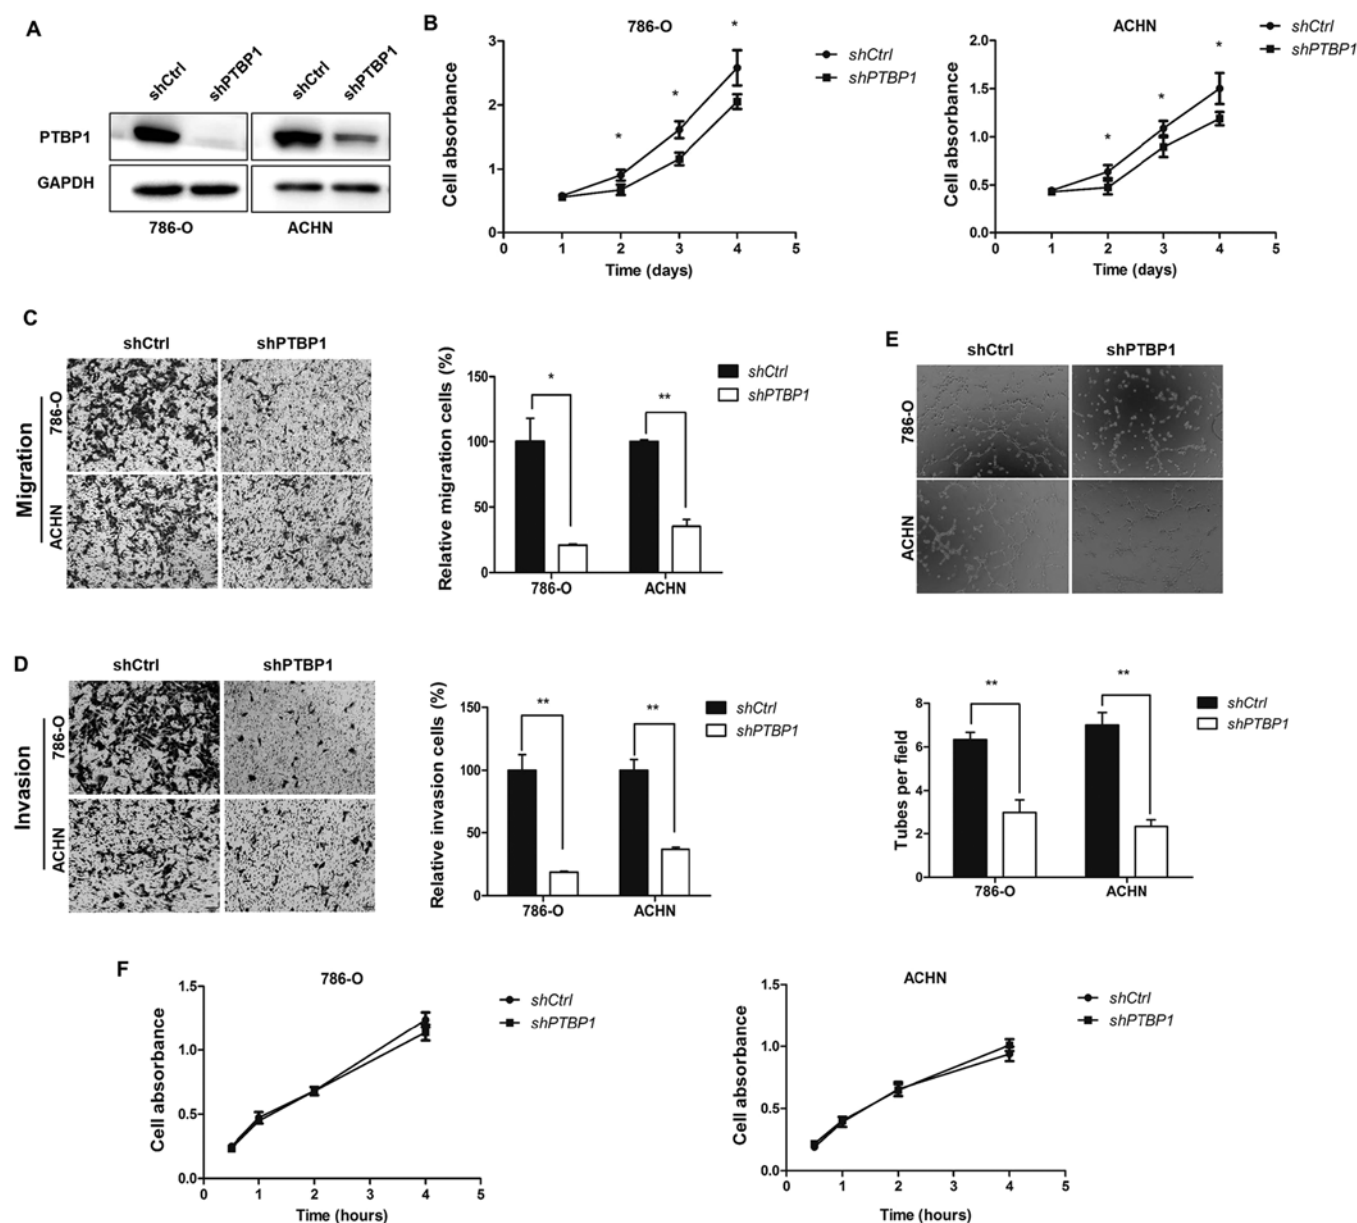 A
shCtrl
shPTBP1
shCtrl
shPTBP1
PTBP1
GAPDH
786-O
ACHN
B
786-O
*
*
*
3
2
1
0
Cell absorbance
0 1 2 3 4 5
Time (days)
shCtrl
shPTBP1
ACHN
*
*
*
2.0
1.5
1.0
0.5
0.0
Cell absorbance
0 1 2 3 4 5
Time (days)
shCtrl
shPTBP1
C
shCtrl shPTBP1
Migration
786-O
ACHN
Relative migration cells (%)
150
100
50
0
* **
786-O ACHN
shCtrl
shPTBP1
E
shCtrl shPTBP1
786-O
ACHN
D
shCtrl shPTBP1
Invasion
786-O
ACHN
Relative invasion cells (%)
150
100
50
0
** **
786-O ACHN
shCtrl
shPTBP1
Tubes per field
8
6
4
2
0
** **
786-O ACHN
shCtrl
shPTBP1
F
786-O
1.5
1.0
0.5
0.0
Cell absorbance
0 1 2 3 4 5
Time (hours)
shCtrl
shPTBP1
ACHN
1.5
1.0
0.5
0.0
Cell absorbance
0 1 2 3 4 5
Time (hours)
shCtrl
shPTBP1